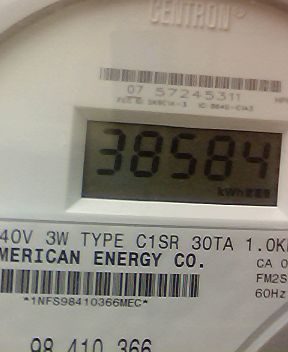 CENTRON®
07 57245311
38584
kWh
40V 3W TYPE C1SR 30TA 1.0K
MERICAN ENERGY CO.
CA 0
FM2S
60Hz
*1NFS98410366MEC*
98 410 366